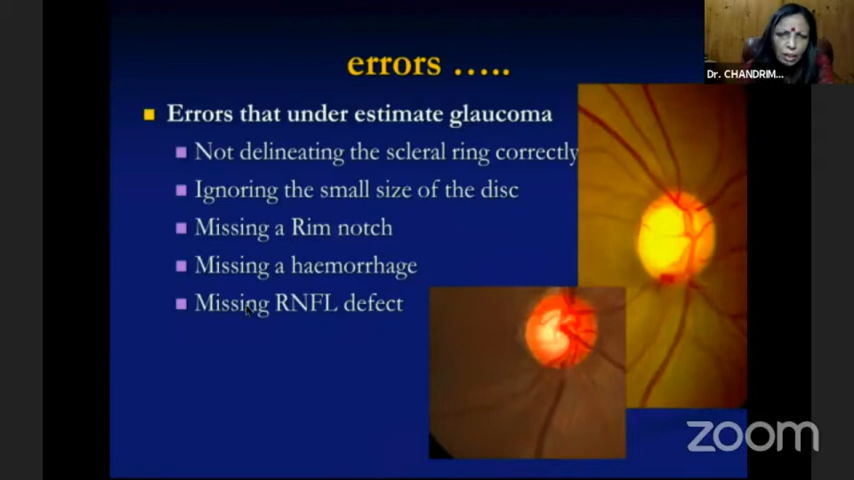 errors …..
Dr. CHANDRIM...
Errors that under estimate glaucoma
Not delineating the scleral ring correctly
Ignoring the small size of the disc
Missing a Rim notch
Missing a haemorrhage
Missing RNFL defect
zoom